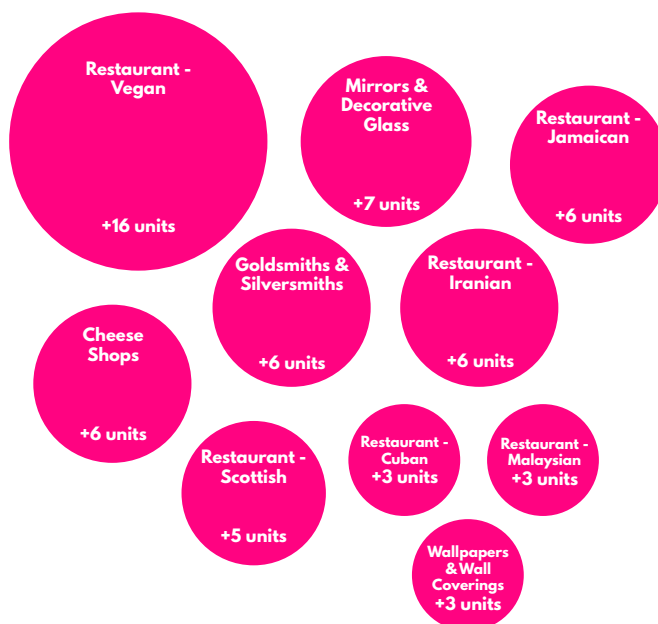 Restaurant -
Vegan
+16 units
Mirrors &
Decorative
Glass
+7 units
Restaurant -
Jamaican
+6 units
Goldsmiths &
Silversmiths
+6 units
Restaurant -
Iranian
+6 units
Cheese
Shops
+6 units
Restaurant -
Scottish
+5 units
Restaurant -
Cuban
+3 units
Restaurant -
Malaysian
+3 units
Wallpapers
& Wall
Coverings
+3 units